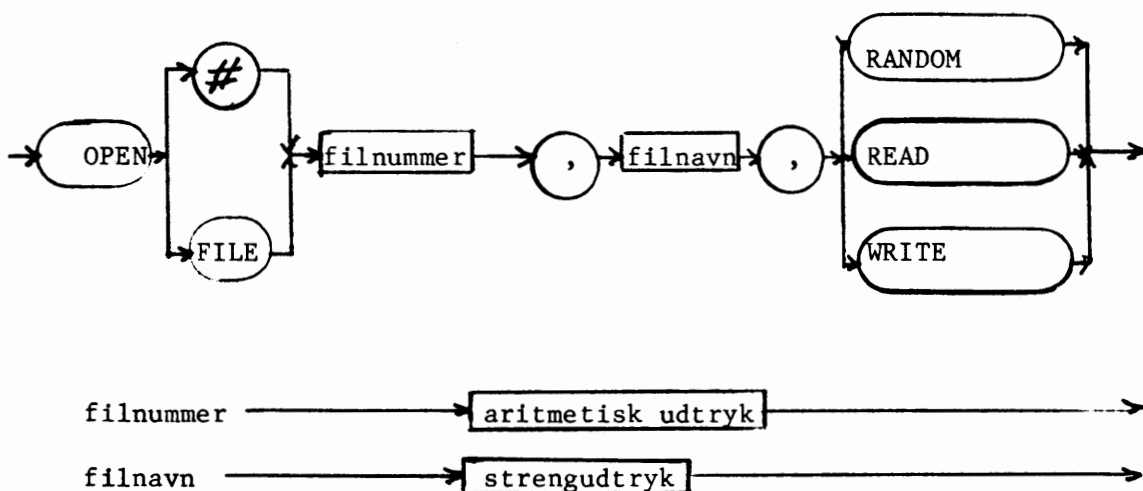 #
RANDOM
OPEN filnummer , filnavn , READ
FILE WRITE
filnummer aritmetisk udtryk
filnavn strengudtryk